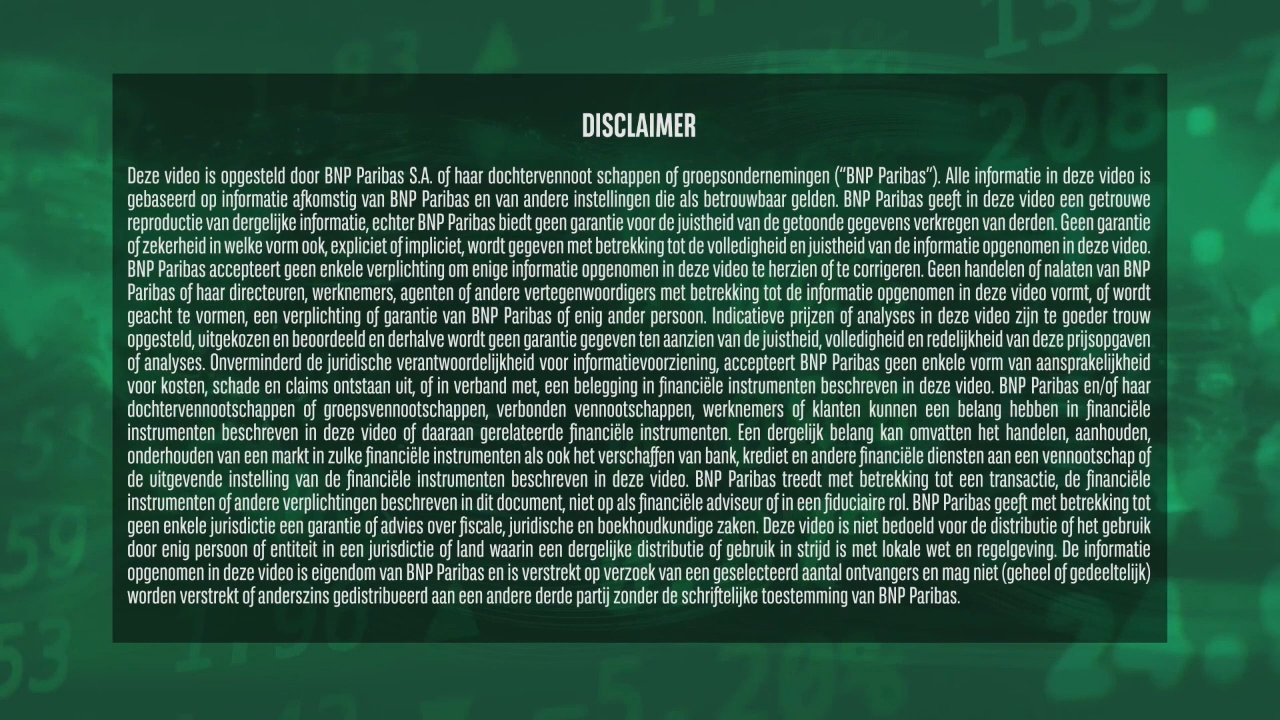 DISCLAIMER
Deze video is opgesteld door BNP Paribas S.A. of haar dochtervennoot schappen of groepsondernemingen (“BNP Paribas”). Alle informatie in deze video is
gebaseerd op informatie afkomstig van BNP Paribas en van andere instellingen die als betrouwbaar gelden. BNP Paribas geeft in deze video een getrouwe
reproductie van dergelijke informatie, echter BNP Paribas biedt geen garantie voor de juistheid van de getoonde gegevens verkregen van derden. Geen garantie
of zekerheid in welke vorm ook, expliciet of impliciet, wordt gegeven met betrekking tot de volledigheid en juistheid van de informatie opgenomen in deze video.
BNP Paribas accepteert geen enkele verplichting om enige informatie opgenomen in deze video te herzien of te corrigeren. Geen handelen of nalaten van BNP
Paribas of haar directeuren, werknemers, agenten of andere vertegenwoordigers met betrekking tot de informatie opgenomen in deze video vormt, of wordt
geacht te vormen, een verplichting of garantie van BNP Paribas of enig ander persoon. Indicatieve prijzen of analyses in deze video zijn te goeder trouw
opgesteld, uitgekozen en beoordeeld en derhalve wordt geen garantie gegeven ten aanzien van de juistheid, volledigheid en redelijkheid van deze prijsopgaven
of analyses. Onverminderd de juridische verantwoordelijkheid voor informatievoorziening, accepteert BNP Paribas geen enkele vorm van aansprakelijkheid
voor kosten, schade en claims ontstaan uit, of in verband met, een belegging in financiële instrumenten beschreven in deze video. BNP Paribas en/of haar
dochtervennootschappen of groepsvennootschappen, verbonden vennootschappen, werknemers of klanten kunnen een belang hebben in financiële
instrumenten beschreven in deze video of daaraan gerelateerde financiële instrumenten. Een dergelijk belang kan omvatten het handelen, aanhouden,
onderhouden van een markt in zulke financiële instrumenten als ook het verschaffen van bank, krediet en andere financiële diensten aan een vennootschap of
de uitgevende instelling van de financiële instrumenten beschreven in deze video. BNP Paribas treedt met betrekking tot een transactie, de financiële
instrumenten of andere verplichtingen beschreven in dit document, niet op als financiële adviseur of in een fiduciaire rol. BNP Paribas geeft met betrekking tot
geen enkele jurisdictie een garantie of advies over fiscale, juridische en boekhoudkundige zaken. Deze video is niet bedoeld voor de distributie of het gebruik
door enig persoon of entiteit in een jurisdictie of land waarin een dergelijke distributie of gebruik in strijd is met lokale wet en regelgeving. De informatie
opgenomen in deze video is eigendom van BNP Paribas en is verstrekt op verzoek van een geselecteerd aantal ontvangers en mag niet (geheel of gedeeltelijk)
worden verstrekt of anderszins gedistribueerd aan een andere derde partij zonder de schriftelijke toestemming van BNP Paribas.